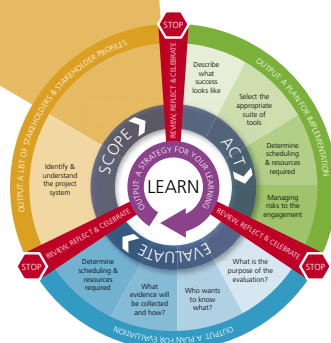 STOP
REVIEW, REFLECT & CELEBRATE
OUTPUT: A LIST OF STAKEHOLDERS & STAKEHOLDER PROFILES
Identify &
understand
the project
system
SCOPE
OUTPUT: A PLAN FOR IMPLEMENTATION
Describe
what
success
looks like
Select the
appropriate
suite of
tools
Determine
scheduling
& resources
required
Managing
risks to the
engagement
ACT
OUTPUT: A STRATEGY FOR YOUR LEARNING
LEARN
REVIEW, REFLECT & CELEBRATE
STOP
What is the
purpose of the
evaluation?
Who wants
to know
what?
What
evidence will
be collected
and how?
Determine
scheduling &
resources
required
EVALUATE
OUTPUT: A PLAN FOR EVALUATION
REVIEW, REFLECT & CELEBRATE
STOP